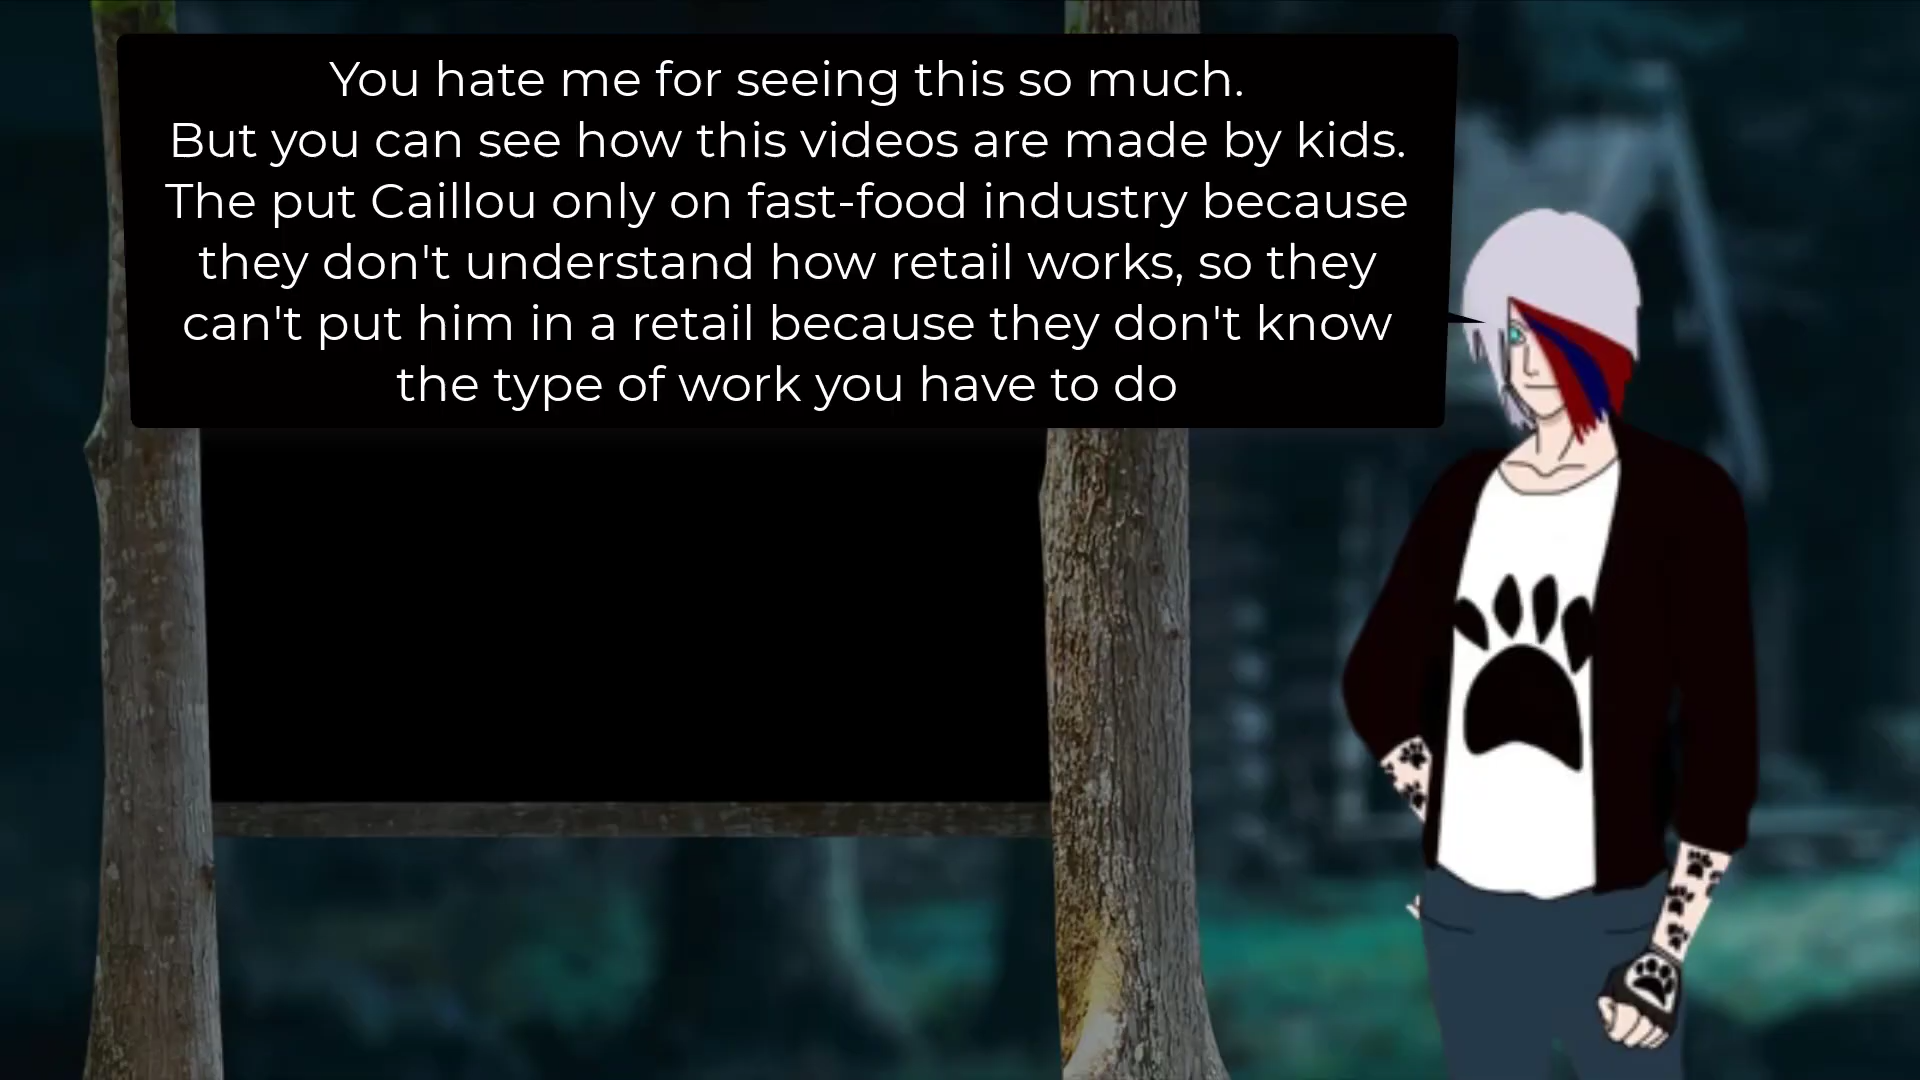 You hate me for seeing this so much.
But you can see how this videos are made by kids.
The put Caillou only on fast-food industry because
they don't understand how retail works, so they
can't put him in a retail because they don't know
the type of work you have to do